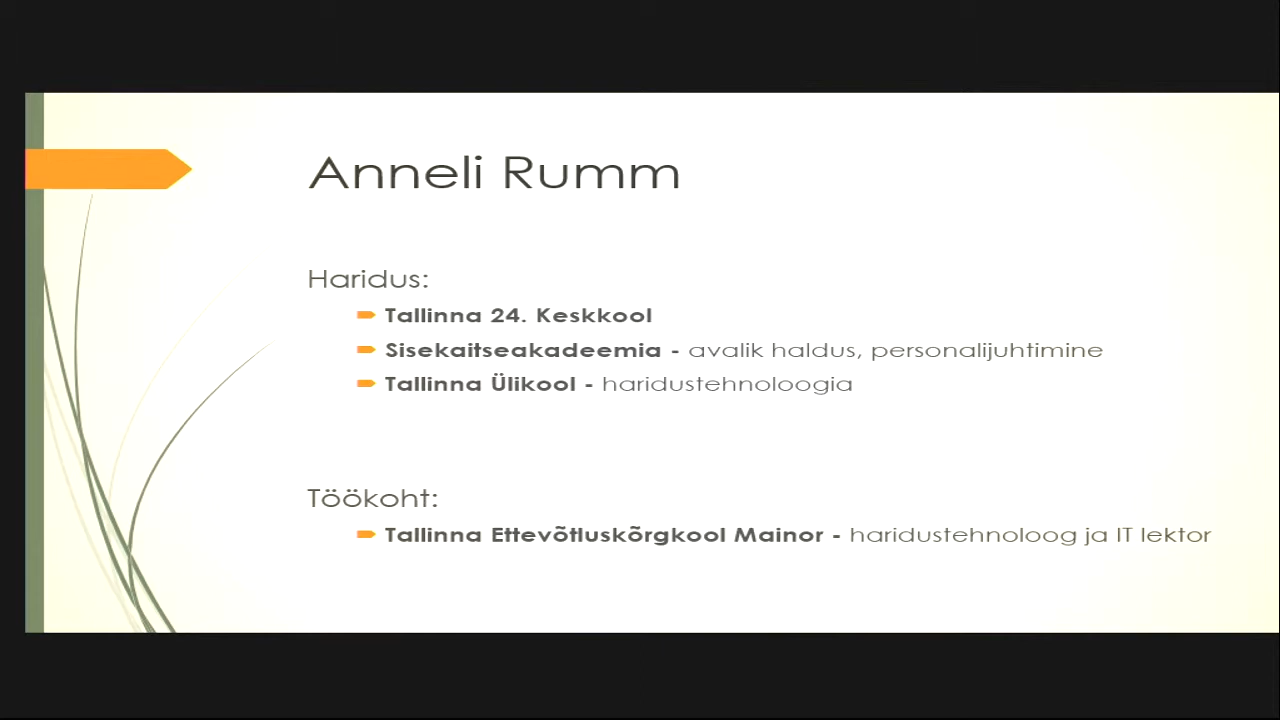 Anneli Rumm
Haridus:
Tallinna 24. Keskkool
Sisekaitseakadeemia - avalik haldus, personalijuhtimine
Tallinna Ülikool - haridustehnoloogia
Töökoht:
Tallinna Ettevõtluskõrgkool Mainor - haridustehnoloog ja IT lektor